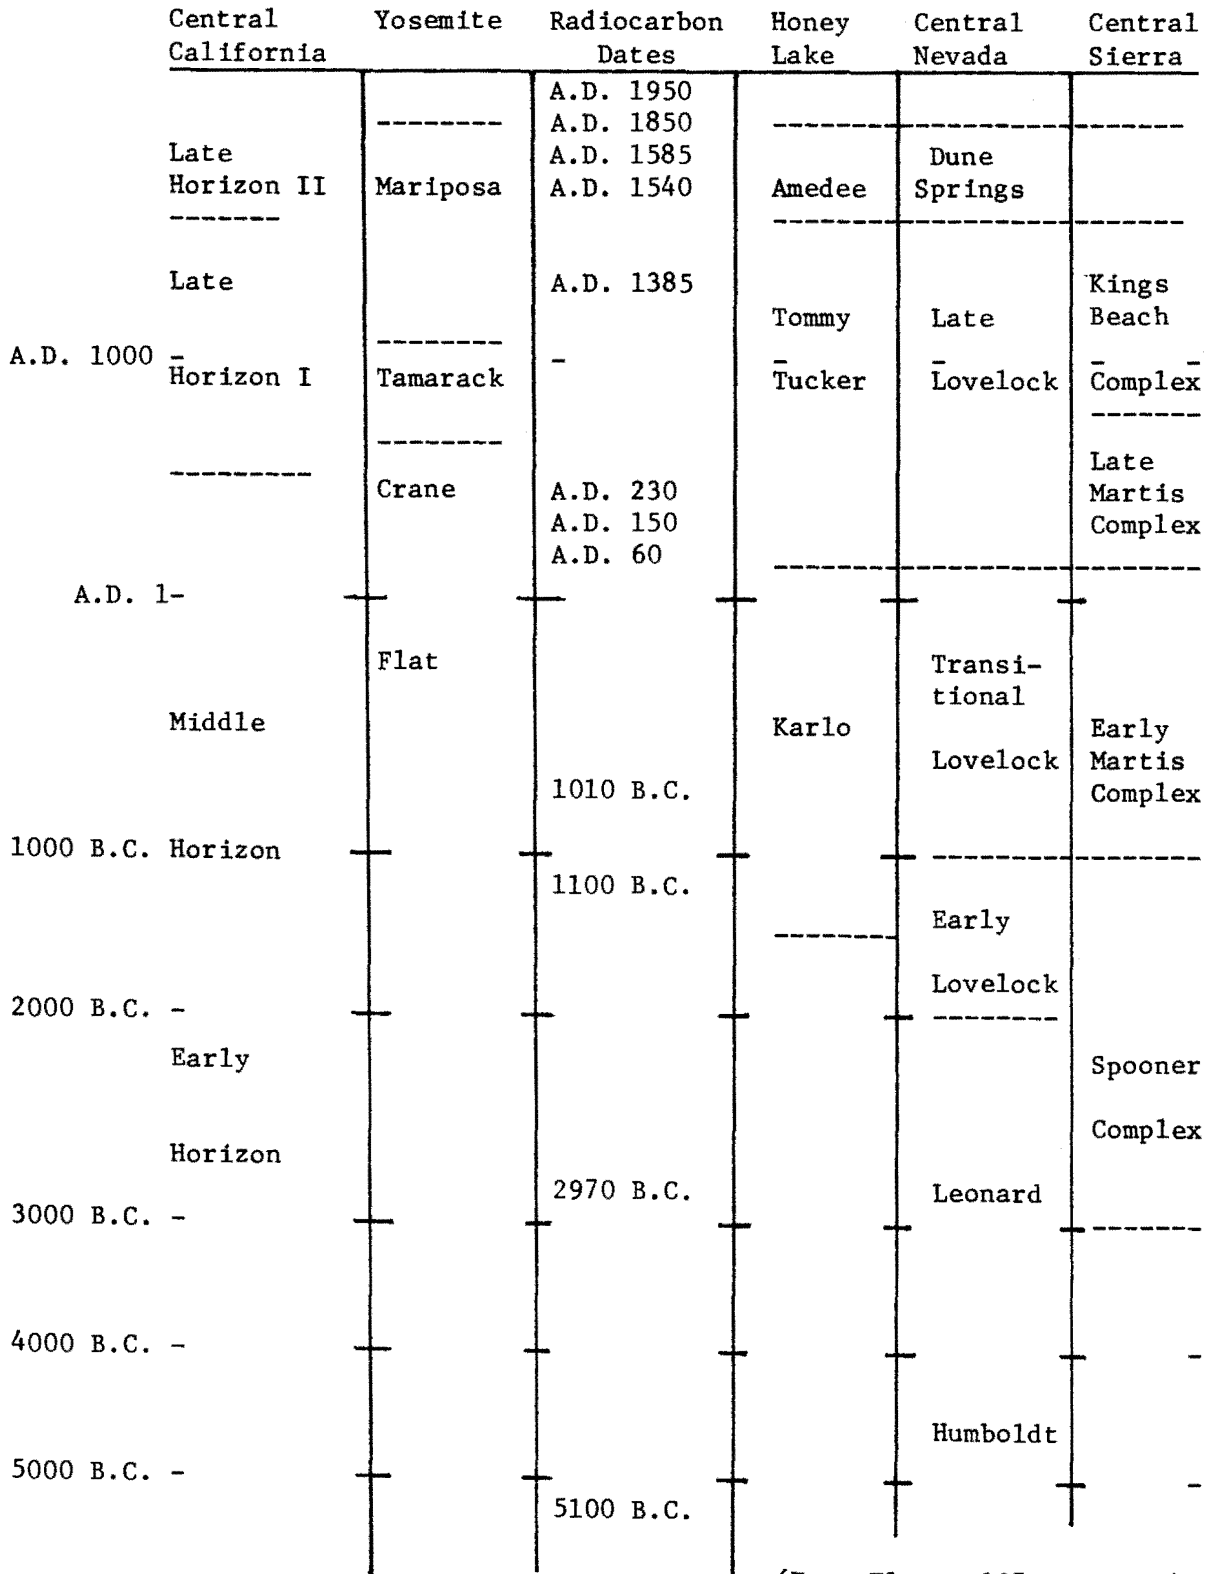 Central Yosemite Radiocarbon Honey Central Central
California Dates Lake Nevada Sierra
A.D. 1950
A.D. 1850
Late A.D. 1585 Dune
Horizon II Mariposa A.D. 1540 Amedee Springs
Late A.D. 1385 Kings
Tommy Late Beach
A.D. 1000 –
Horizon I Tamarack Tucker Lovelock Complex
Late
Crane A.D. 230 Martis
A.D. 150 Complex
A.D. 60
A.D. 1–
Flat Transi-
tional
Middle Karlo Early
Lovelock Martis
1010 B.C. Complex
1000 B.C. Horizon
1100 B.C.
Early
Lovelock
2000 B.C. –
Early Spooner
Complex
Horizon
2970 B.C. Leonard
3000 B.C. –
4000 B.C. –
Humboldt
5000 B.C. –
5100 B.C.